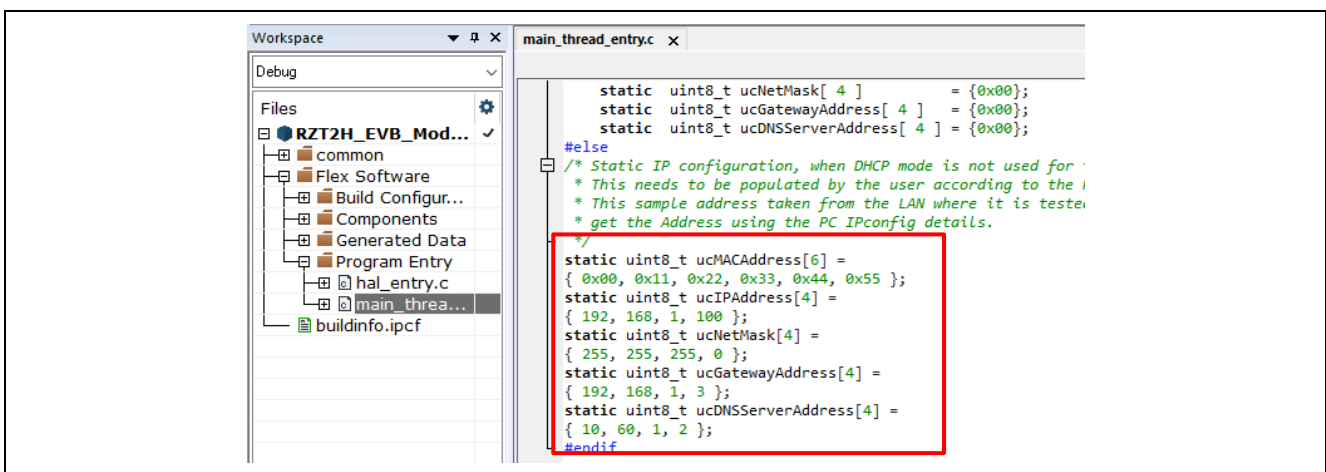 Workspace
Debug
Files
RZT2H_EVB_Mod...
common
Flex Software
Build Configur...
Components
Generated Data
Program Entry
hal_entry.c
main_threa...
buildinfo.ipcf
main_thread_entry.c x
static uint8_t ucNetMask[ 4 ] = {0x00};
static uint8_t ucGatewayAddress[ 4 ] = {0x00};
static uint8_t ucDNSServerAddress[ 4 ] = {0x00};
#else
/* Static IP configuration, when DHCP mode is not used for
* This needs to be populated by the user according to the
* This sample address taken from the LAN where it is tested
* get the Address using the PC IPconfig details.
*/
static uint8_t ucMACAddress[6] =
{ 0x00, 0x11, 0x22, 0x33, 0x44, 0x55 };
static uint8_t ucIPAddress[4] =
{ 192, 168, 1, 100 };
static uint8_t ucNetMask[4] =
{ 255, 255, 255, 0 };
static uint8_t ucGatewayAddress[4] =
{ 192, 168, 1, 3 };
static uint8_t ucDNSServerAddress[4] =
{ 10, 60, 1, 2 };
#endif